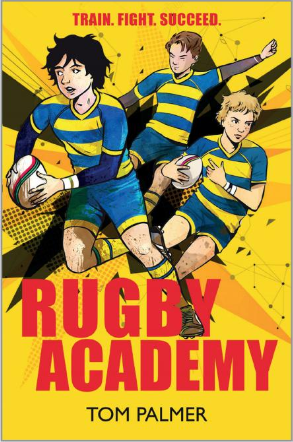 TRAIN. FIGHT. SUCCEED.
RUGBY
ACADEMY
TOM PALMER